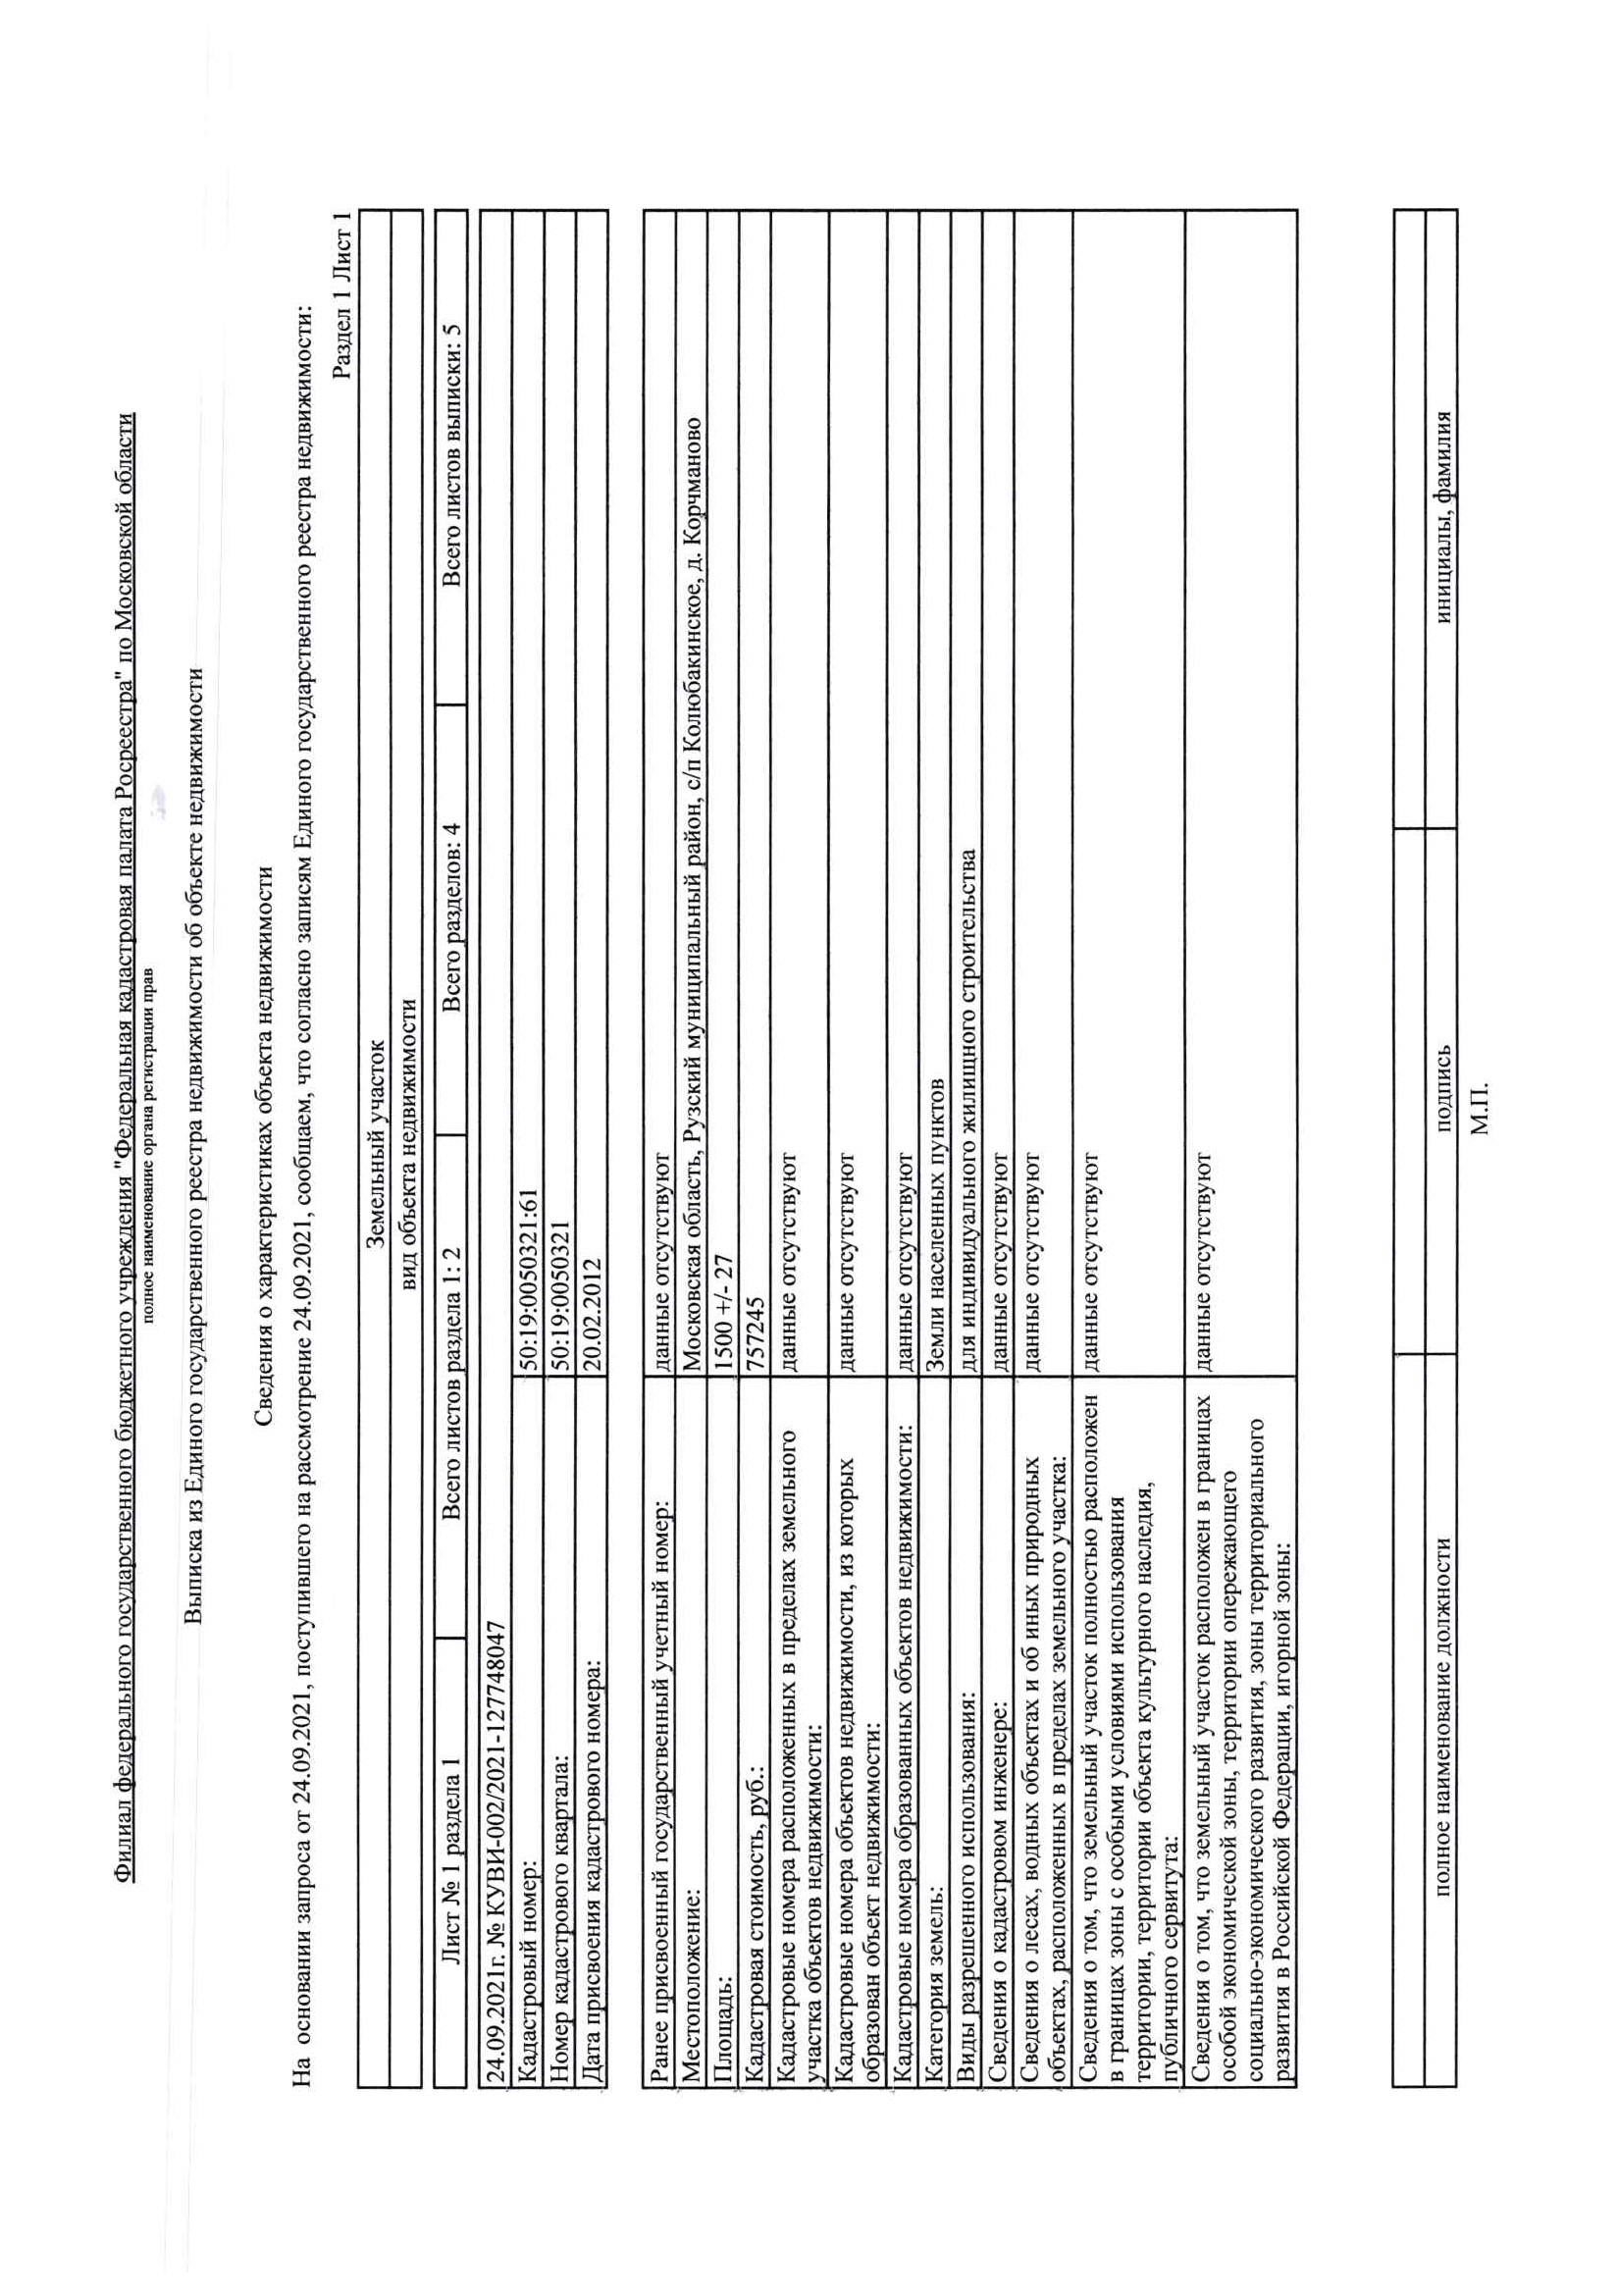 Филиал федерального государственного бюджетного учреждения "Федеральная кадастровая палата Росреестра" по Московской области
полное наименование органа регистрации прав
Выписка из Единого государственного реестра недвижимости об объекте недвижимости
Сведения о характеристиках объекта недвижимости
На основании запроса от 24.09.2021, поступившего на рассмотрение 24.09.2021, сообщаем, что согласно записям Единого государственного реестра недвижимости:
Раздел 1 Лист 1
Земельный участок
вид объекта недвижимости
Лист № 1 раздела 1 Всего листов раздела 1: 2 Всего разделов: 4 Всего листов выписки: 5
24.09.2021г. № КУВИ-002/2021-127748047
Кадастровый номер: 50:19:0050321:61
Номер кадастрового квартала: 50:19:0050321
Дата присвоения кадастрового номера: 20.02.2012
Ранее присвоенный государственный учетный номер: данные отсутствуют
Местоположение: Московская область, Рузский муниципальный район, с/п Колюбакинское, д. Корчманово
Площадь: 1500 +/- 27
Кадастровая стоимость, руб.: 757245
Кадастровые номера расположенных в пределах земельного данные отсутствуют
участка объектов недвижимости:
Кадастровые номера объектов недвижимости, из которых данные отсутствуют
образован объект недвижимости:
Кадастровые номера образованных объектов недвижимости: данные отсутствуют
Категория земель: Земли населенных пунктов
Виды разрешенного использования: для индивидуального жилищного строительства
Сведения о кадастровом инженере: данные отсутствуют
Сведения о лесах, водных объектах и об иных природных данные отсутствуют
объектах, расположенных в пределах земельного участка:
Сведения о том, что земельный участок полностью расположен данные отсутствуют
в границах зоны с особыми условиями использования
территории, территории объекта культурного наследия,
публичного сервитута:
Сведения о том, что земельный участок расположен в границах данные отсутствуют
особой экономической зоны, территории опережающего
социально-экономического развития, зоны территориального
развития в Российской Федерации, игорной зоны:
полное наименование должности подпись инициалы, фамилия
М.П.